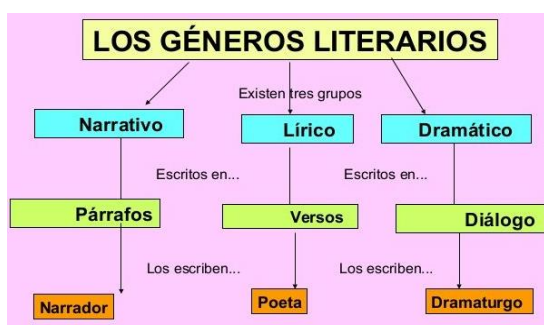 LOS GÉNEROS LITERARIOS
Existen tres grupos
Narrativo
Lírico
Dramático
Escritos en...
Escritos en...
Párrafos
Versos
Diálogo
Los escriben...
Los escriben...
Narrador
Poeta
Dramaturgo